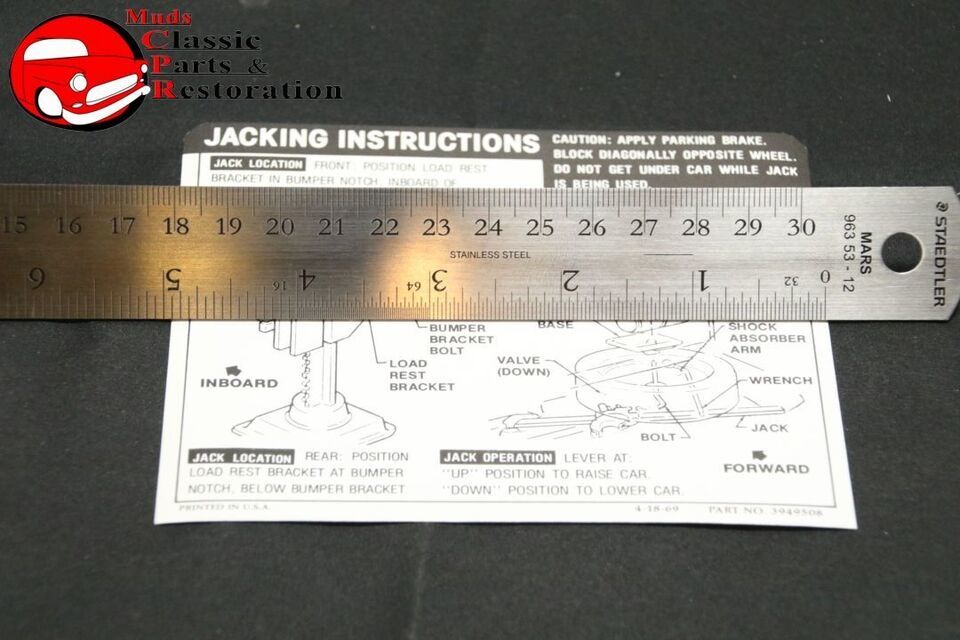 Muds
Classic
Parts &
Restoration
JACKING INSTRUCTIONS
CAUTION: APPLY PARKING BRAKE.
BLOCK DIAGONALLY OPPOSITE WHEEL.
DO NOT GET UNDER CAR WHILE JACK
IS BEING USED.
JACK LOCATION FRONT: POSITION LOAD REST
BRACKET IN BUMPER NOTCH, INBOARD OF
15 16 17 18 19 20 21 22 23 24 25 26 27 28 29 30
STAINLESS STEEL
6 5 16 4 64 3 2 1 32 0
MARS
963 53 - 12
STAEDTLER
BUMPER
BRACKET
BOLT
LOAD
REST
BRACKET
INBOARD
BASE
VALVE
(DOWN)
SHOCK
ABSORBER
ARM
WRENCH
JACK
BOLT
FORWARD
JACK LOCATION REAR: POSITION
LOAD REST BRACKET AT BUMPER
NOTCH, BELOW BUMPER BRACKET
JACK OPERATION LEVER AT:
"UP" POSITION TO RAISE CAR.
"DOWN" POSITION TO LOWER CAR.
PRINTED IN U.S.A. 4-18-69 PART NO. 3949508